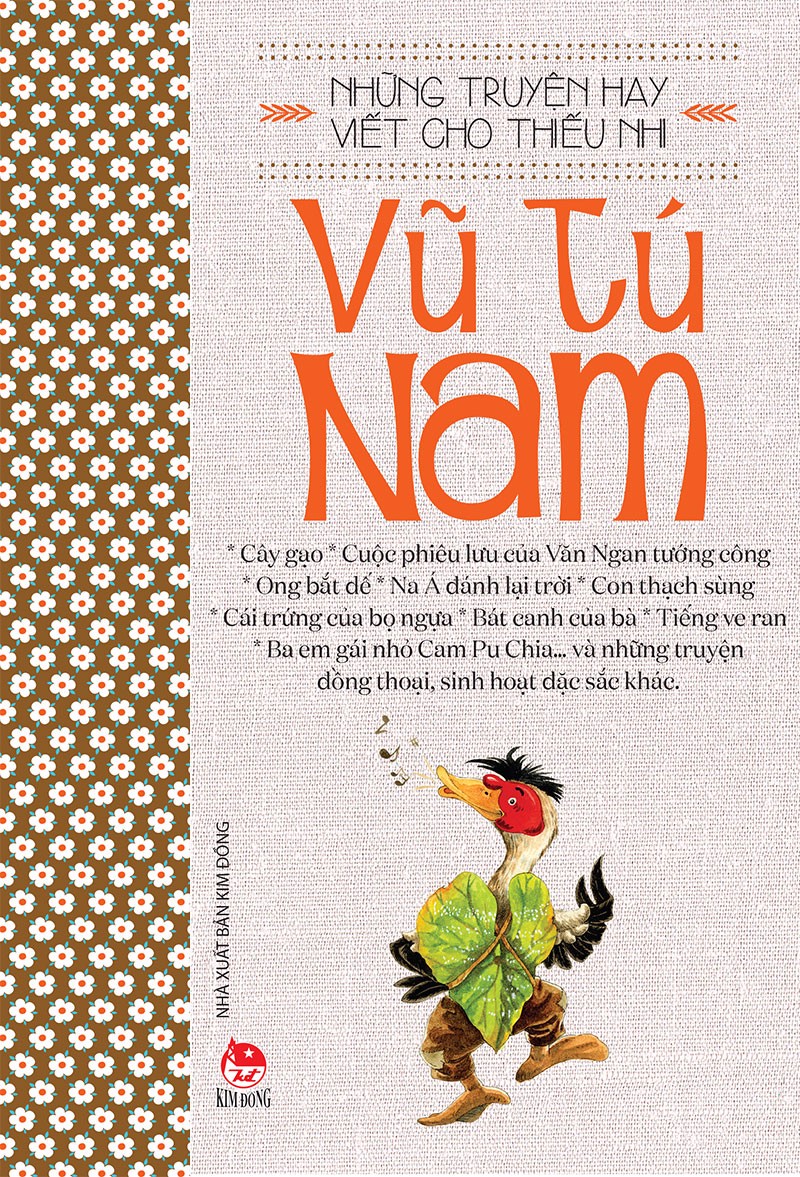 NHỮNG TRUYỆN HAY
VIẾT CHO THIẾU NHI
Vũ Tú
Nam
* Cây gạo * Cuộc phiêu lưu của Văn Ngan tướng công
* Ong bắt dế * Na Á đánh lại trời * Con thạch sùng
* Cái trứng của bọ ngựa * Bát canh của bà * Tiếng ve ran
* Ba em gái nhỏ Cam Pu Chia... và những truyện
đồng thoại, sinh hoạt đặc sắc khác.
NHÀ XUẤT BẢN KIM ĐỒNG
KIM ĐỒNG